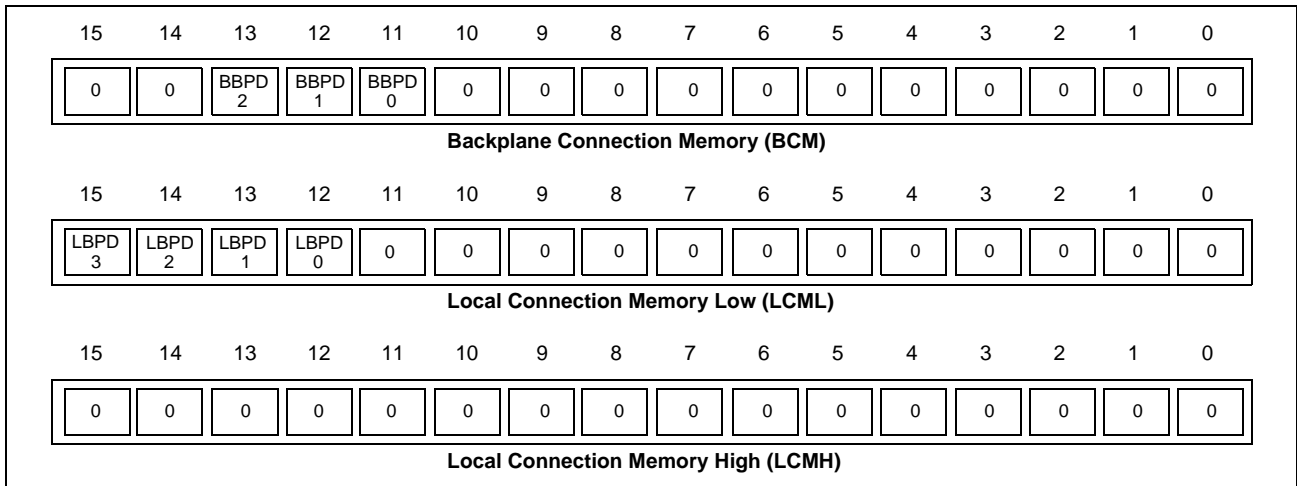 15 14 13 12 11 10 9 8 7 6 5 4 3 2 1 0
0 0 BBPD 2 BBPD 1 BBPD 0 0 0 0 0 0 0 0 0 0 0 0
Backplane Connection Memory (BCM)
15 14 13 12 11 10 9 8 7 6 5 4 3 2 1 0
LBPD 3 LBPD 2 LBPD 1 LBPD 0 0 0 0 0 0 0 0 0 0 0 0 0
Local Connection Memory Low (LCML)
15 14 13 12 11 10 9 8 7 6 5 4 3 2 1 0
0 0 0 0 0 0 0 0 0 0 0 0 0 0 0 0
Local Connection Memory High (LCMH)